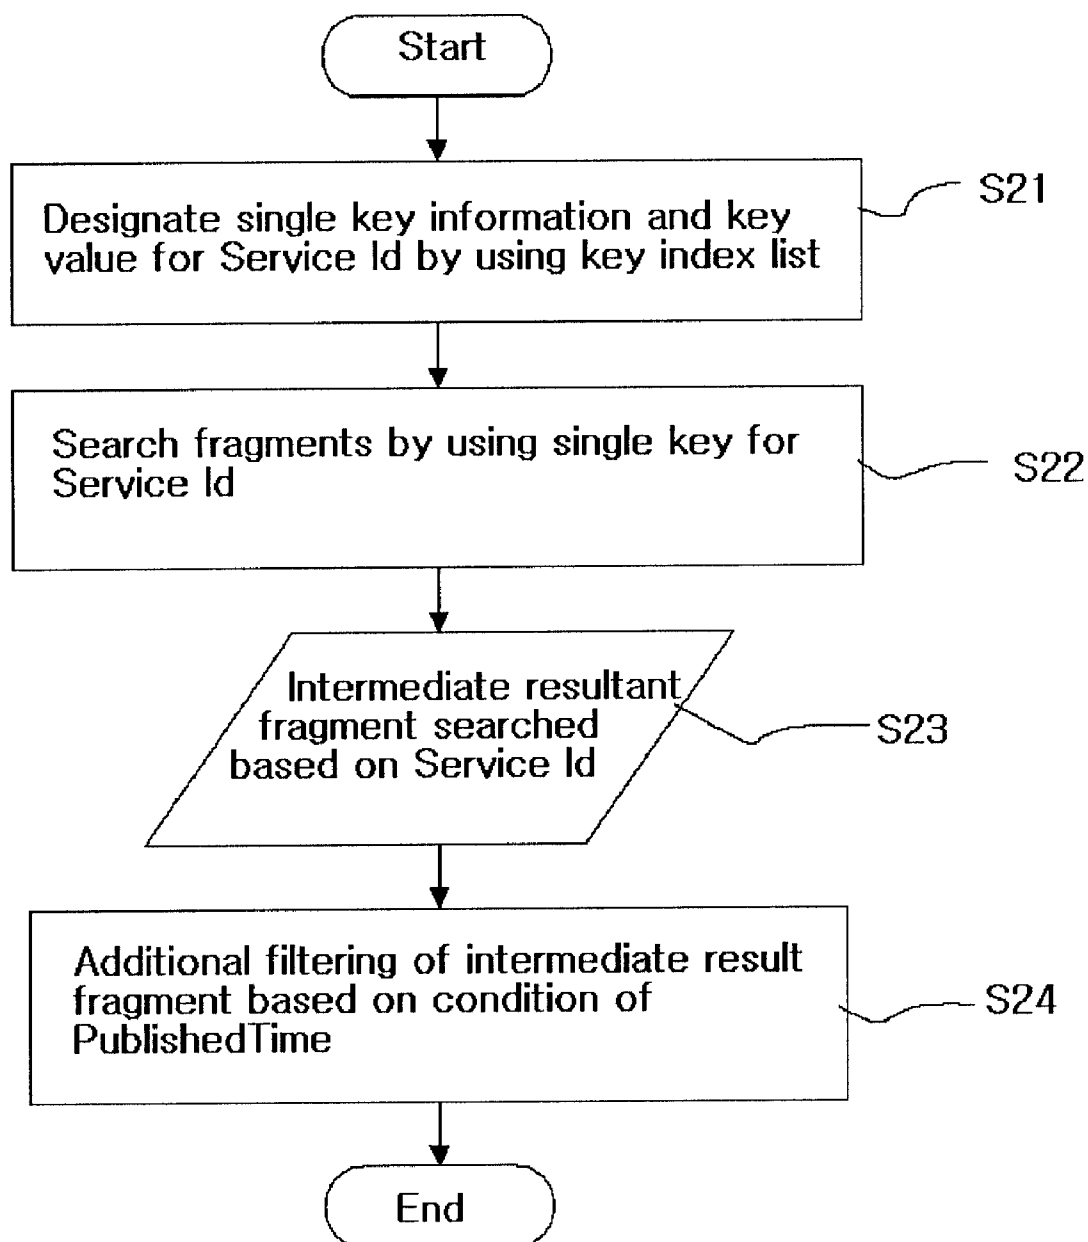 Start
Designate single key information and key
value for Service Id by using key index list
S21
Search fragments by using single key for
Service Id
S22
Intermediate resultant
fragment searched
based on Service Id
S23
Additional filtering of intermediate result
fragment based on condition of
PublishedTime
S24
End